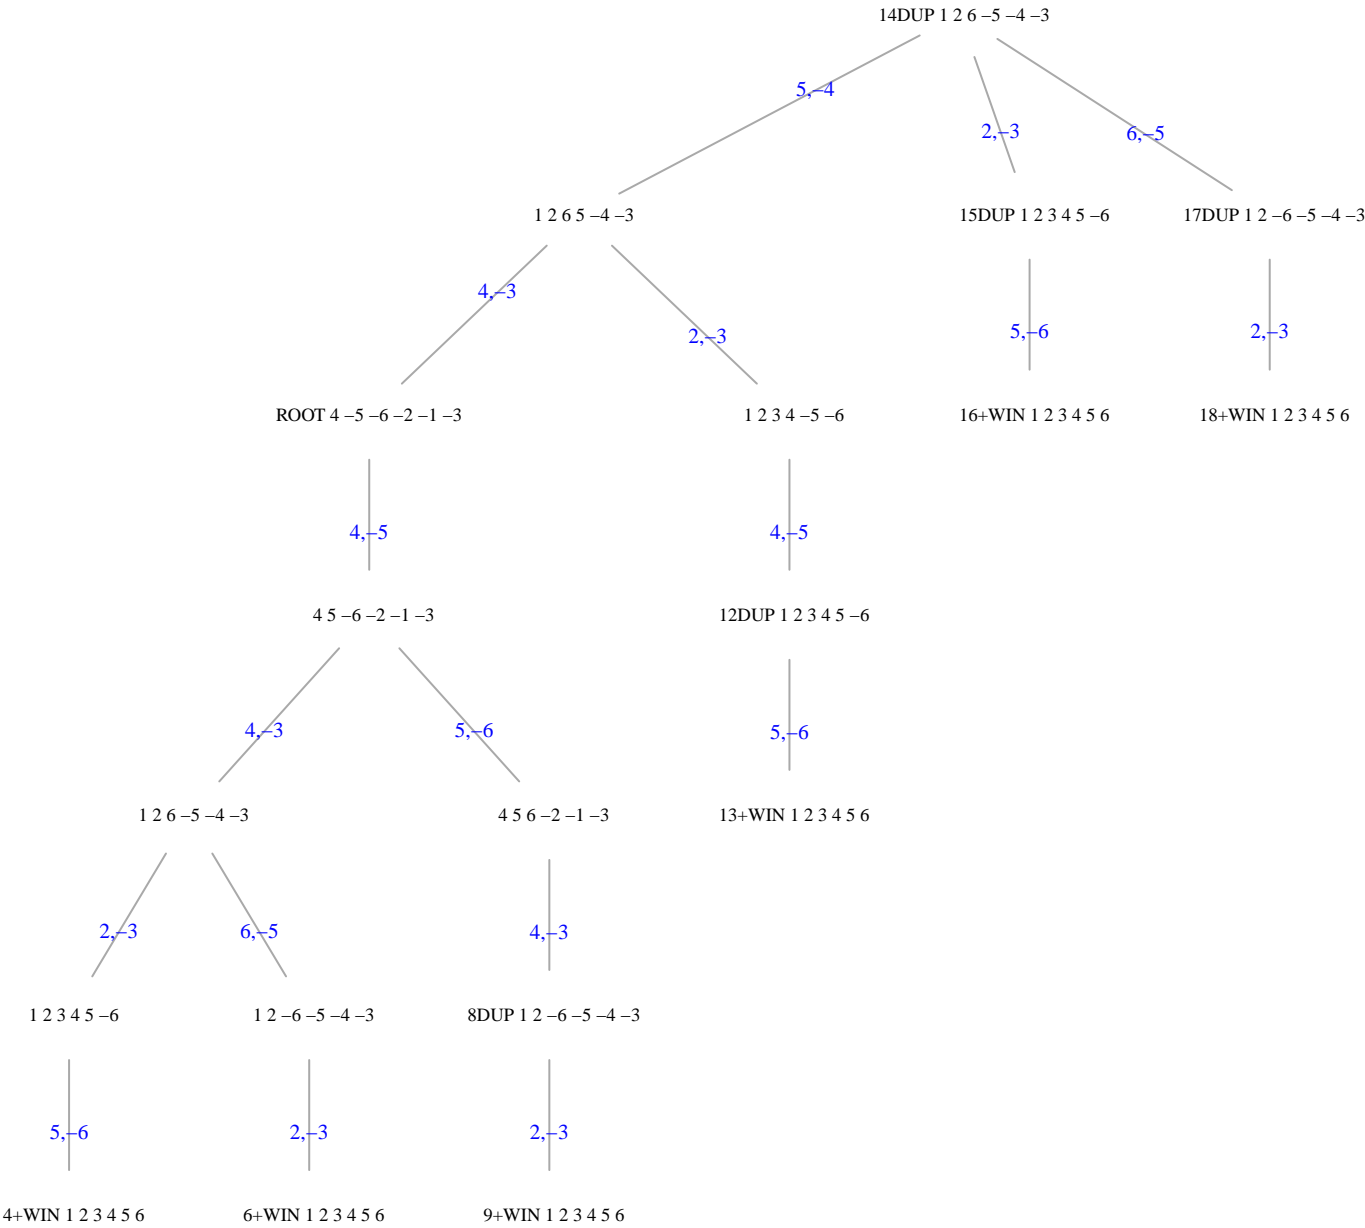 14DUP 1 2 6 –5 –4 –3
5,–4
2,–3
6,–5
1 2 6 5 –4 –3
15DUP 1 2 3 4 5 –6
17DUP 1 2 –6 –5 –4 –3
4,–3
2,–3
5,–6
2,–3
ROOT 4 –5 –6 –2 –1 –3
1 2 3 4 –5 –6
16+WIN 1 2 3 4 5 6
18+WIN 1 2 3 4 5 6
4,–5
4,–5
4 5 –6 –2 –1 –3
12DUP 1 2 3 4 5 –6
4,–3
5,–6
5,–6
1 2 6 –5 –4 –3
4 5 6 –2 –1 –3
13+WIN 1 2 3 4 5 6
2,–3
6,–5
4,–3
1 2 3 4 5 –6
1 2 –6 –5 –4 –3
8DUP 1 2 –6 –5 –4 –3
5,–6
2,–3
2,–3
4+WIN 1 2 3 4 5 6
6+WIN 1 2 3 4 5 6
9+WIN 1 2 3 4 5 6